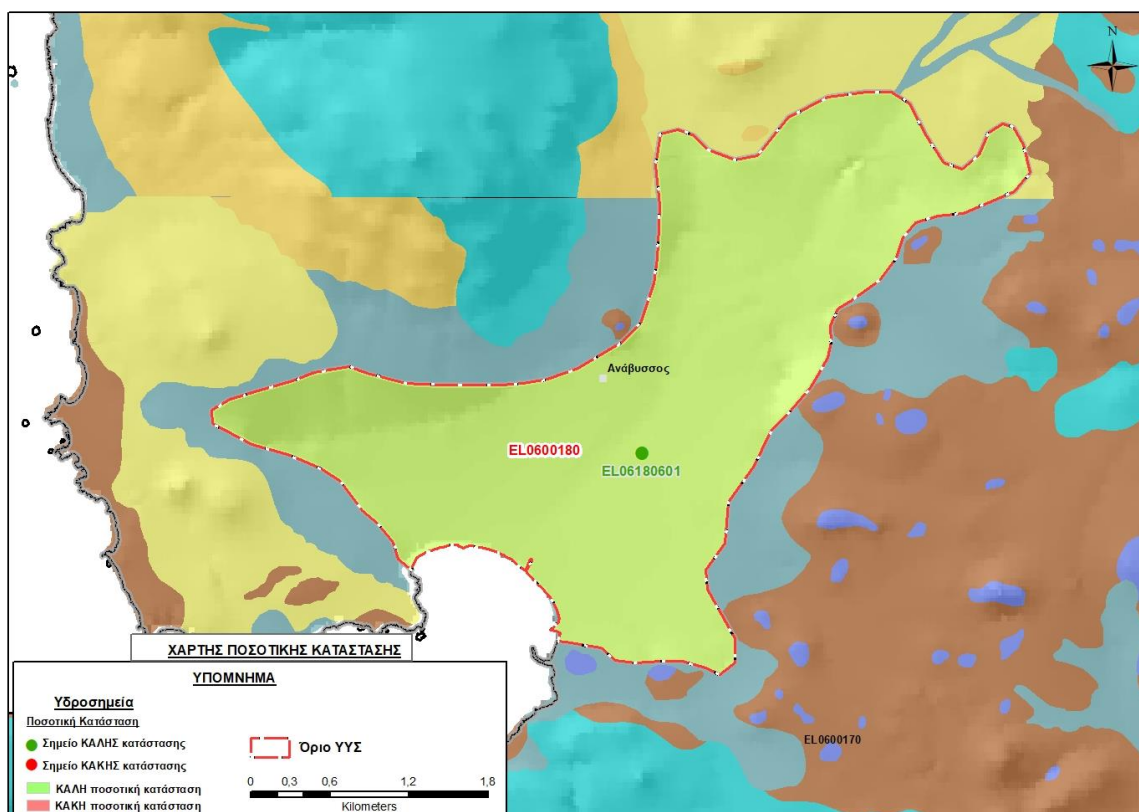 N
Ανάβυσσος
EL0600180
EL06180601
EL0600170
ΧΑΡΤΗΣ ΠΟΣΟΤΙΚΗΣ ΚΑΤΑΣΤΑΣΗΣ
ΥΠΟΜΝΗΜΑ
Υδροσημεία
Ποσοτική Κατάσταση
Σημείο ΚΑΛΗΣ κατάστασης
Σημείο ΚΑΚΗΣ κατάστασης
ΚΑΛΗ ποσοτική κατάσταση
ΚΑΚΗ ποσοτική κατάσταση
Όριο ΥΥΣ
0 0,3 0,6 1,2 1,8
Kilometers